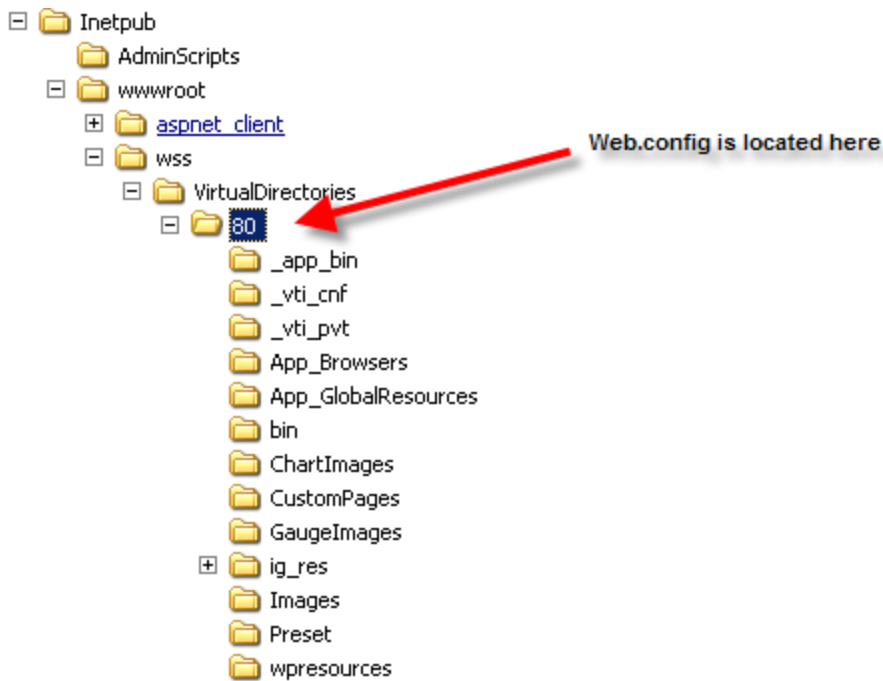 Inetpub
AdminScripts
wwwroot
aspnet_client
Web.config is located here
wss
VirtualDirectories
80
_app_bin
_vti_cnf
_vti_pvt
App_Browsers
App_GlobalResources
bin
ChartImages
CustomPages
GaugeImages
ig_res
Images
Preset
wpresources